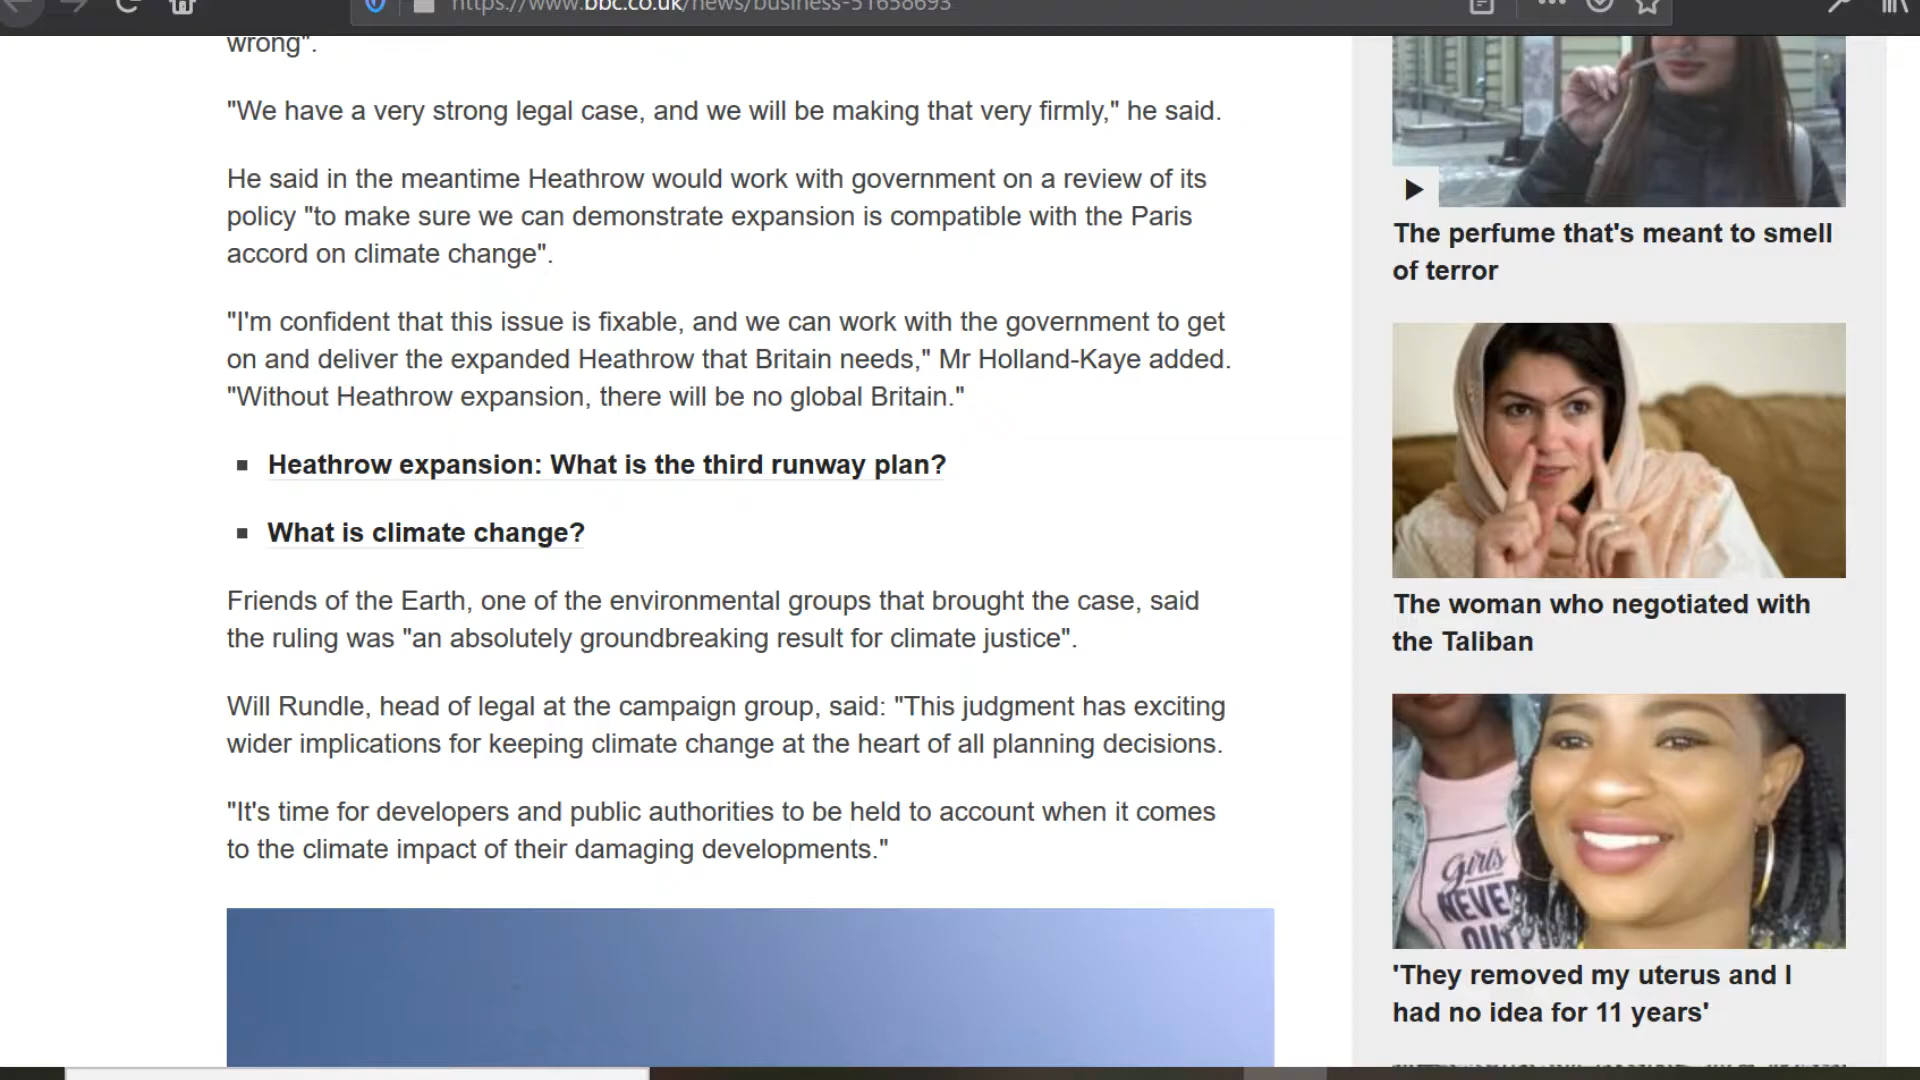 https://www.bbc.co.uk/news/business-51658693
wrong".
"We have a very strong legal case, and we will be making that very firmly," he said.
He said in the meantime Heathrow would work with government on a review of its
policy "to make sure we can demonstrate expansion is compatible with the Paris
accord on climate change".
"I'm confident that this issue is fixable, and we can work with the government to get
on and deliver the expanded Heathrow that Britain needs," Mr Holland-Kaye added.
"Without Heathrow expansion, there will be no global Britain."
Heathrow expansion: What is the third runway plan?
What is climate change?
Friends of the Earth, one of the environmental groups that brought the case, said
the ruling was "an absolutely groundbreaking result for climate justice".
Will Rundle, head of legal at the campaign group, said: "This judgment has exciting
wider implications for keeping climate change at the heart of all planning decisions.
"It's time for developers and public authorities to be held to account when it comes
to the climate impact of their damaging developments."
The perfume that's meant to smell
of terror
The woman who negotiated with
the Taliban
Girls
NEVER
OUT
'They removed my uterus and I
had no idea for 11 years'